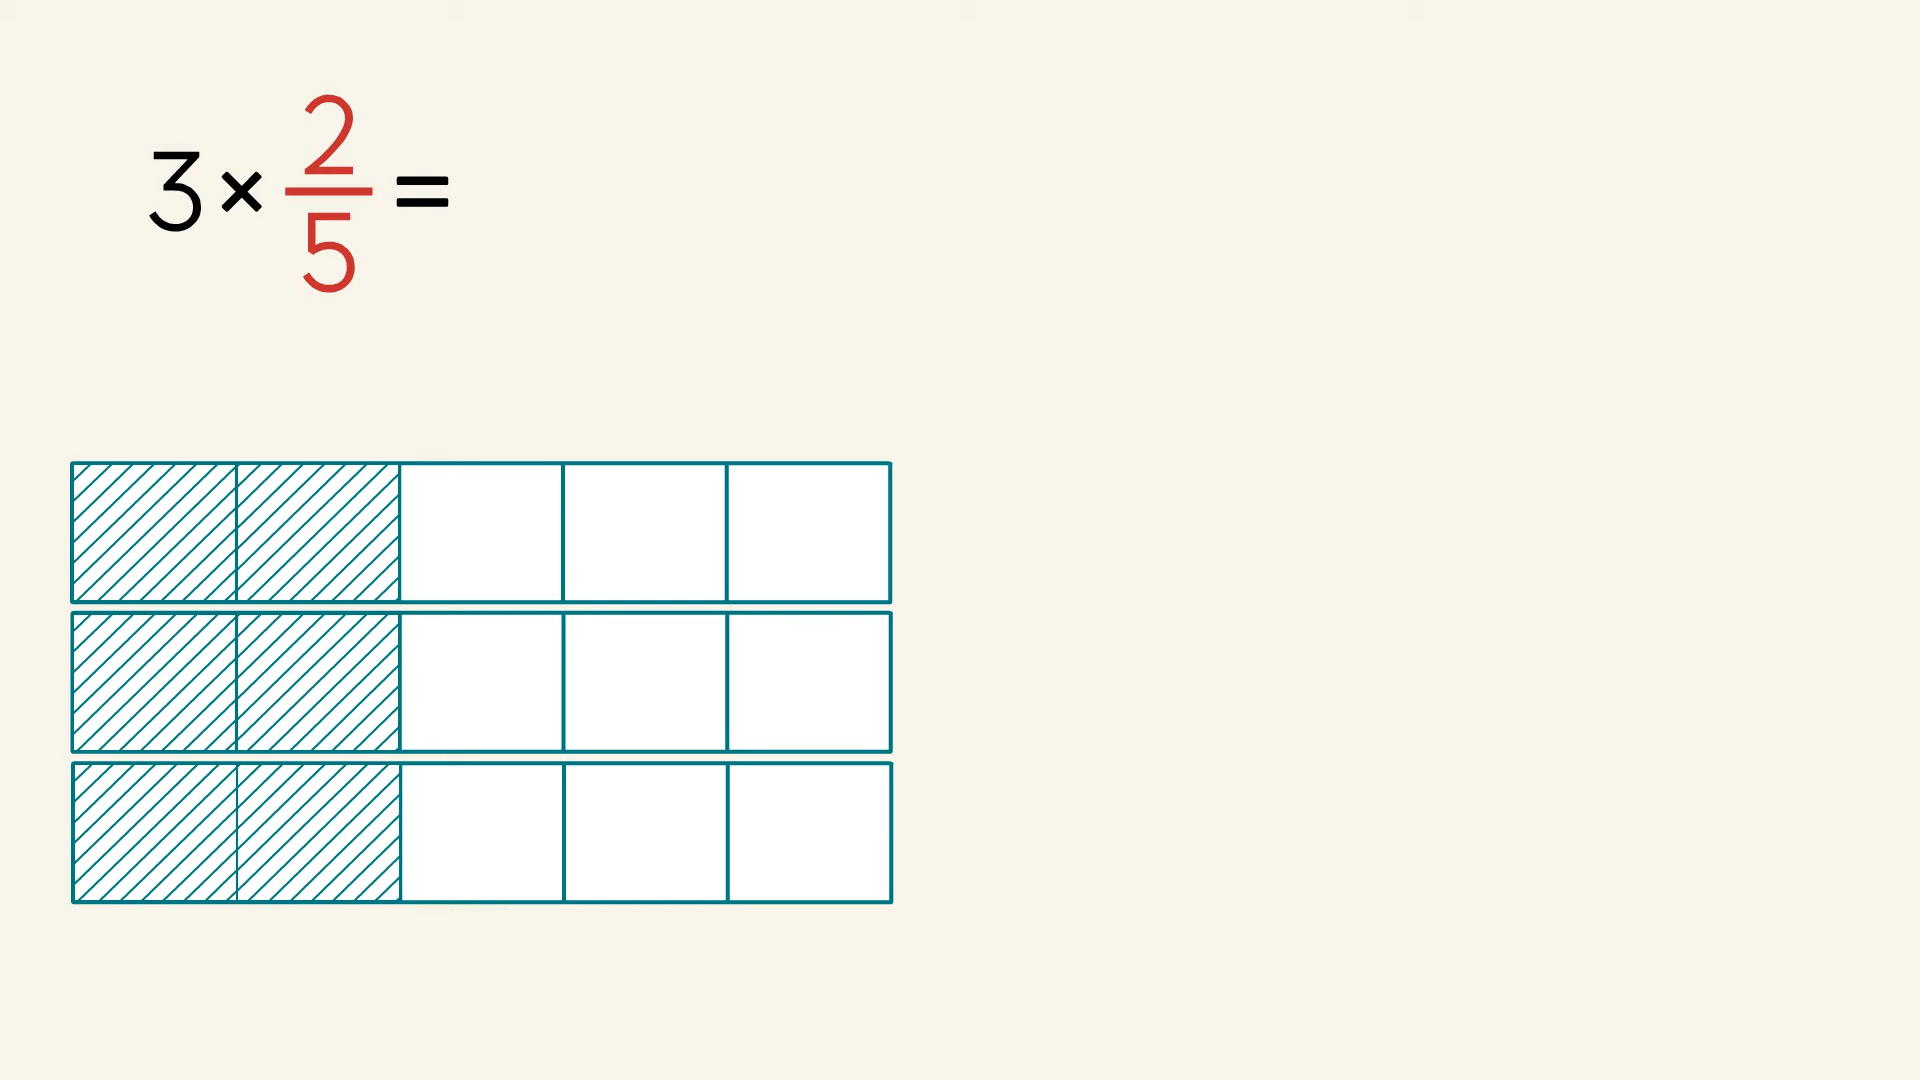 3 × 2/5 =